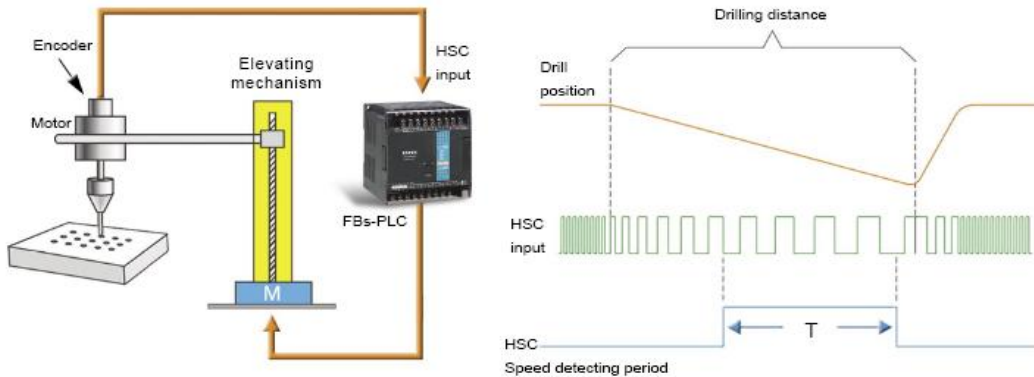 Encoder
HSC
input
Elevating
mechanism
Motor
FBs-PLC
M
Drilling distance
Drill
position
HSC
input
T
HSC
Speed detecting period